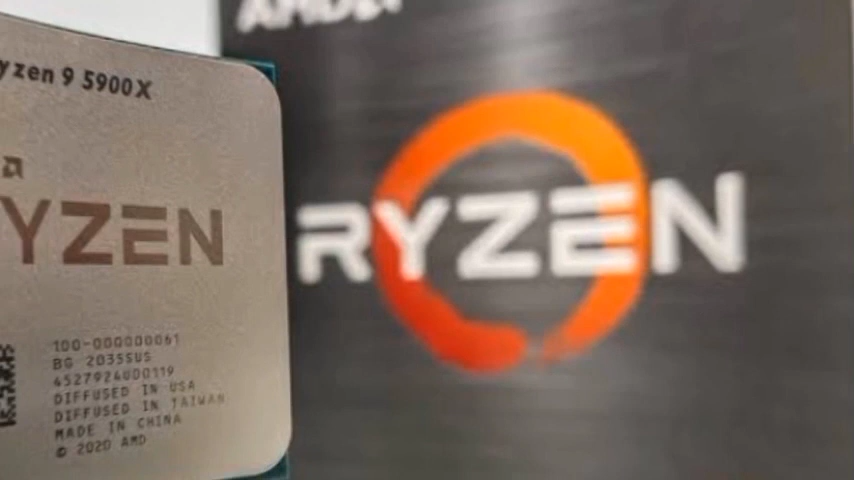 yzen 9 5900X
YZEN
100-000000061
BG 2035SUS
4527924U00119
DIFFUSED IN USA
DIFFUSED IN TAIWAN
MADE IN CHINA
© 2020 AMD
AMD
RYZEN